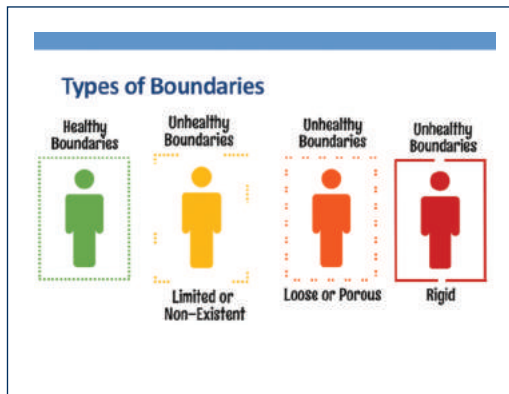 Types of Boundaries
Healthy
Boundaries
Unhealthy
Boundaries
Limited or
Non-Existent
Unhealthy
Boundaries
Loose or Porous
Unhealthy
Boundaries
Rigid